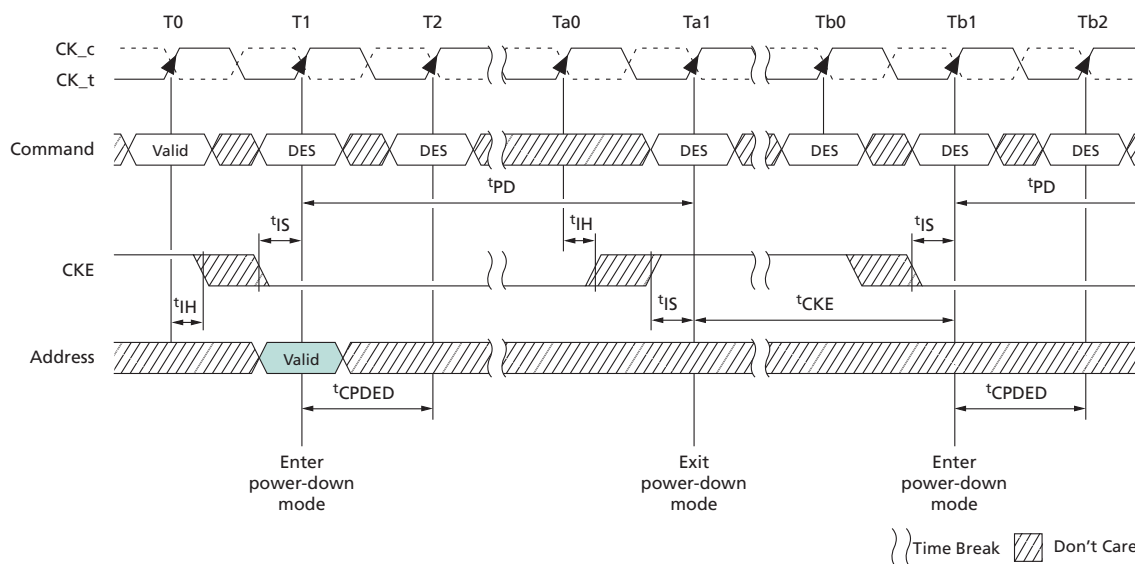 T0 T1 T2 Ta0 Ta1 Tb0 Tb1 Tb2
CK_c
CK_t
Command Valid DES DES DES DES DES DES
tPD tPD
tIH tIS
tIS
CKE
tIH tIS tCKE
Address Valid
tCPDED tCPDED
Enter
power-down
mode
Exit
power-down
mode
Enter
power-down
mode
Time Break Don't Care